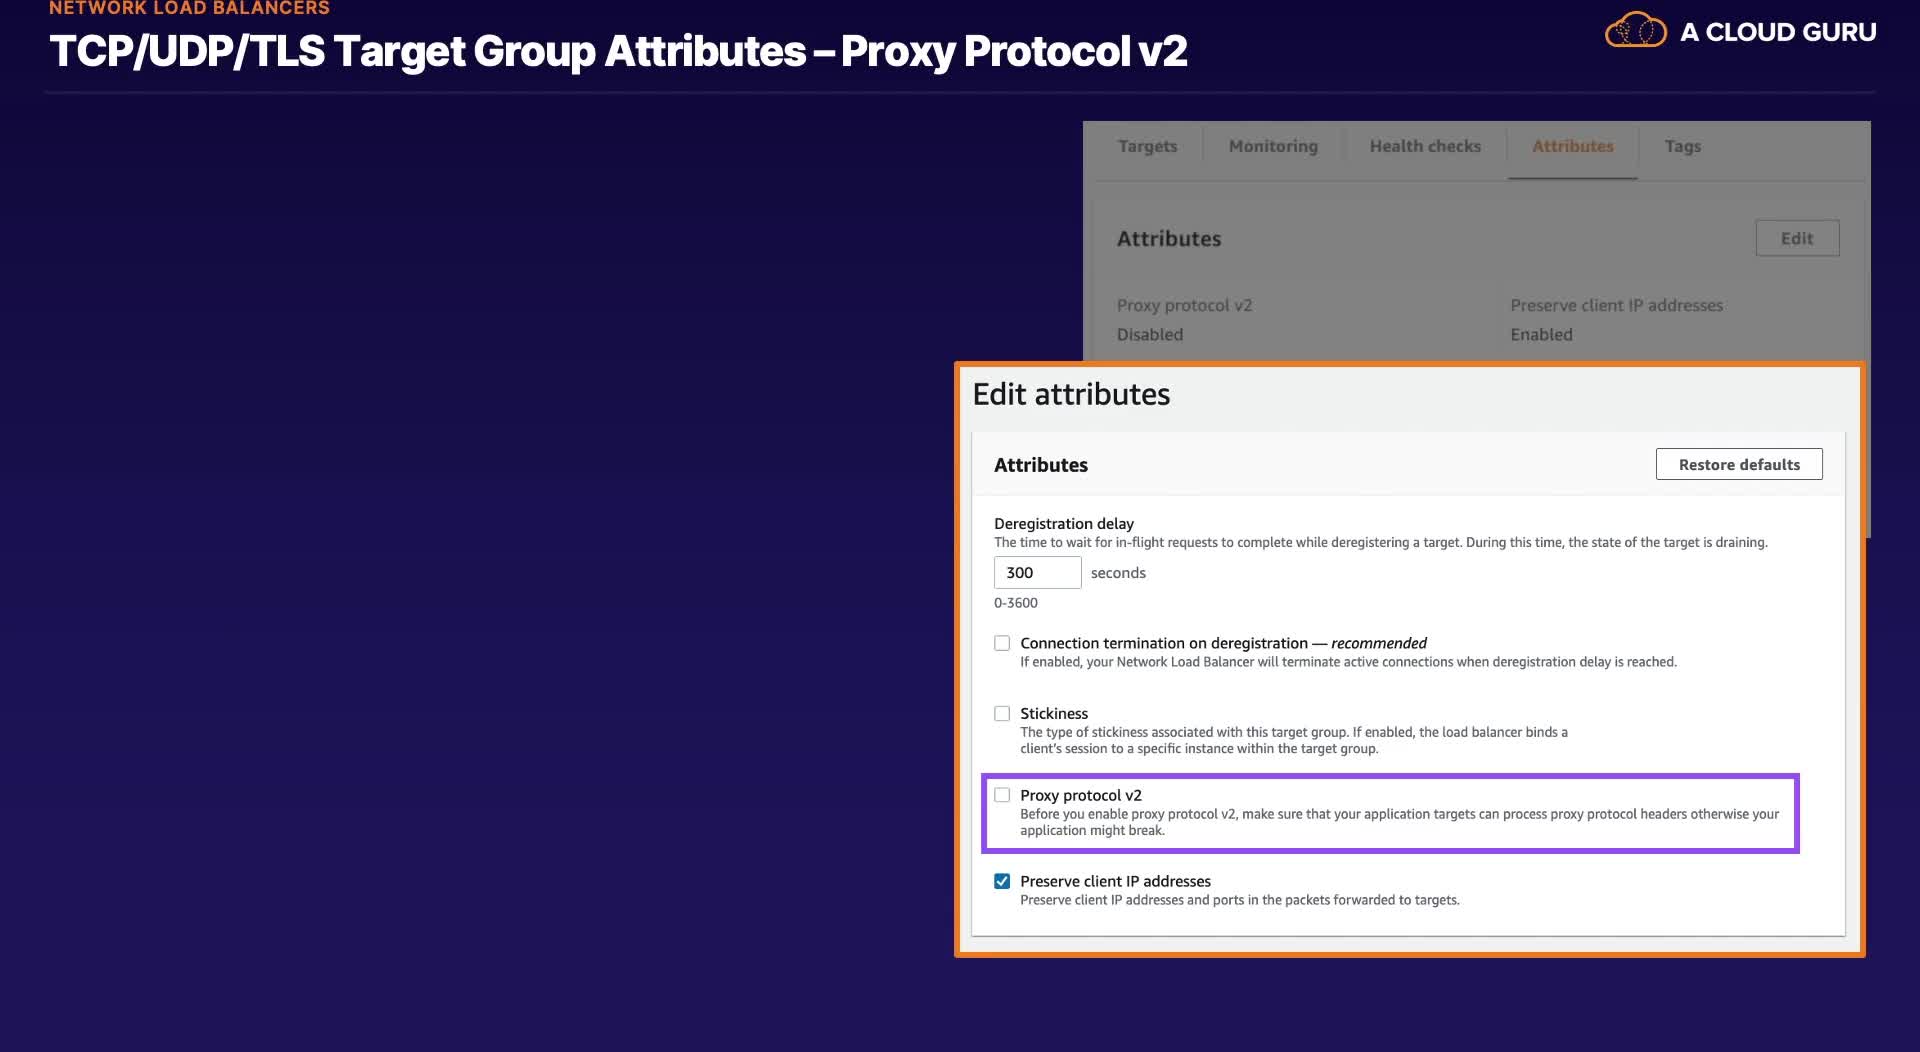 NETWORK LOAD BALANCERS
TCP/UDP/TLS Target Group Attributes – Proxy Protocol v2
A CLOUD GURU
Targets
Monitoring
Health checks
Attributes
Tags
Attributes
Edit
Proxy protocol v2
Disabled
Preserve client IP addresses
Enabled
Edit attributes
Attributes
Restore defaults
Deregistration delay
The time to wait for in-flight requests to complete while deregistering a target. During this time, the state of the target is draining.
300
seconds
0-3600
Connection termination on deregistration — recommended
If enabled, your Network Load Balancer will terminate active connections when deregistration delay is reached.
Stickiness
The type of stickiness associated with this target group. If enabled, the load balancer binds a
client's session to a specific instance within the target group.
Proxy protocol v2
Before you enable proxy protocol v2, make sure that your application targets can process proxy protocol headers otherwise your
application might break.
Preserve client IP addresses
Preserve client IP addresses and ports in the packets forwarded to targets.